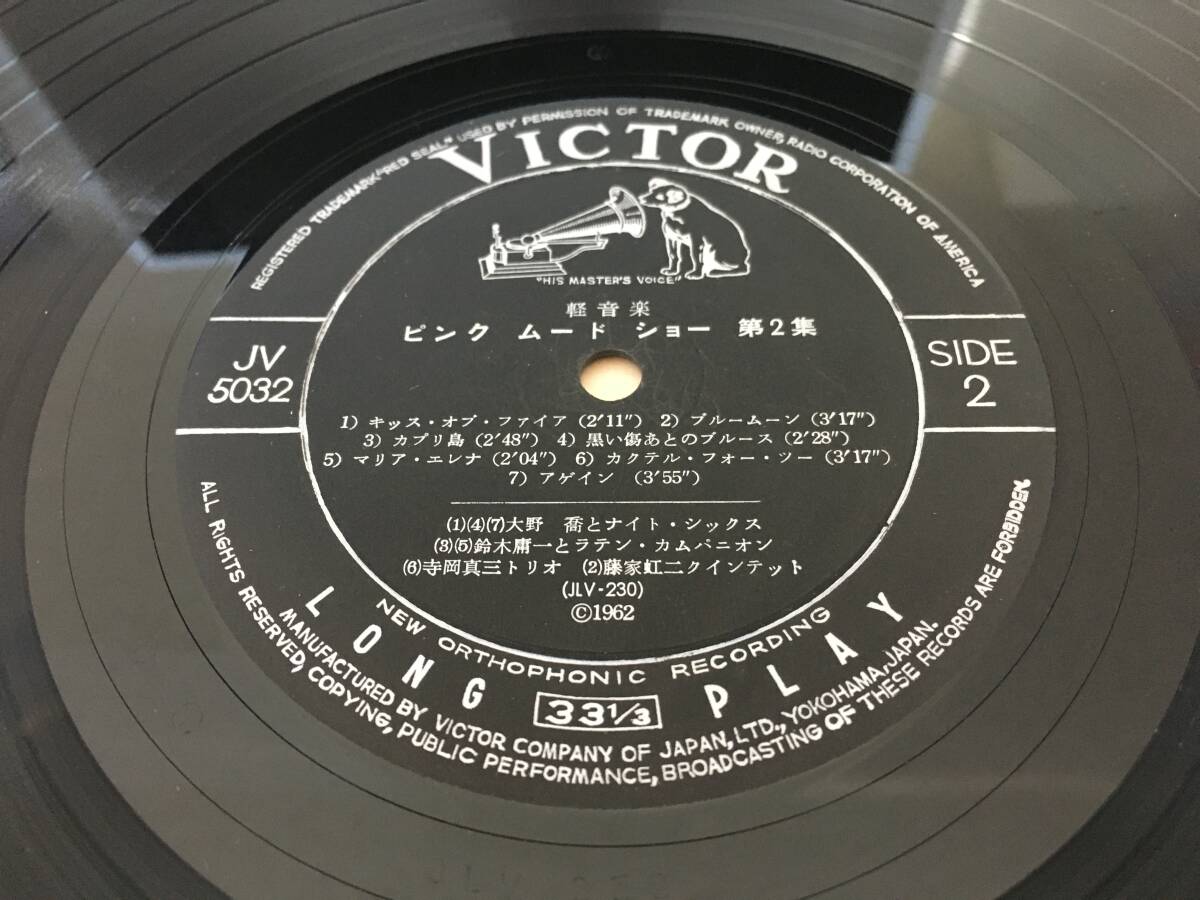 REGISTERED TRADEMARK "RED SEAL" USED BY PERMISSION OF TRADEMARK OWNER, RADIO CORPORATION OF AMERICA
VICTOR
"HIS MASTER'S VOICE"
軽音楽
ピンク ムード ショー 第2集
JV
5032
SIDE
2
1) キッス・オブ・ファイア (2'11") 2) ブルームーン (3'17")
3) カプリ島 (2'48") 4) 黒い傷あとのブルース (2'28")
5) マリア・エレナ (2'04") 6) カクテル・フォー・ツー (3'17")
7) アゲイン (3'55")
(1)(4)(7)大野 喬とナイト・シックス
(3)(5)鈴木庸一とラテン・カムパニオン
(6)寺岡真三トリオ (2)藤家虹二クインテット
(JLV-230)
©1962
NEW ORTHOPHONIC RECORDING
LONG 33 1/3 PLAY
MANUFACTURED BY VICTOR COMPANY OF JAPAN, LTD., YOKOHAMA, JAPAN.
ALL RIGHTS RESERVED, COPYING, PUBLIC PERFORMANCE, BROADCASTING OF THESE RECORDS ARE FORBIDDEN.